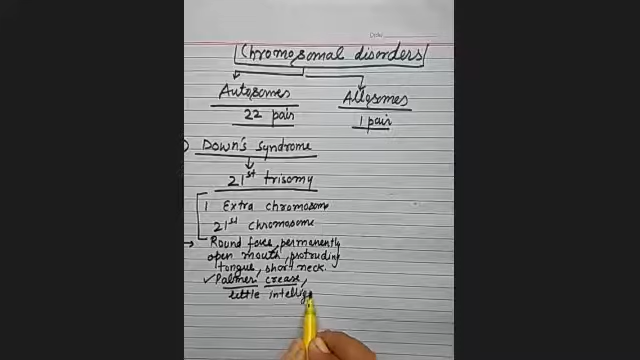 Chromosomal disorders
Autosomes
Allosomes
22 pair
1 pair
Down's syndrome
21st trisomy
1 Extra chromosome
21st chromosome
Round face, permanently
open mouth, protruding
tongue, short neck.
✓Palmer crease,
little intellig